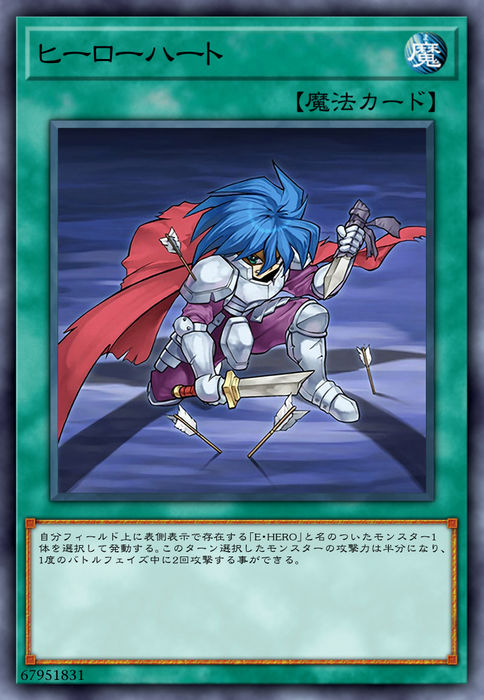 ヒーローハート
魔
【魔法カード】
自分フィールド上に表側表示で存在する｢E・HERO｣と名のついたモンスター1
体を選択して発動する。このターン選択したモンスターの攻撃力は半分になり、
1度のバトルフェイズ中に2回攻撃する事ができる。
67951831